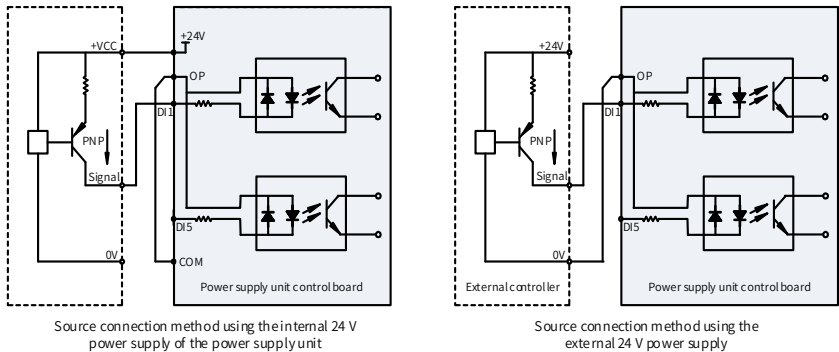 +VCC
+24V
OP
DI1
PNP
Signal
DI5
0V
COM
Power supply unit control board
Source connection method using the internal 24 V
power supply of the power supply unit
+24V
OP
DI1
PNP
Signal
DI5
0V
External controller
Power supply unit control board
Source connection method using the
external 24 V power supply